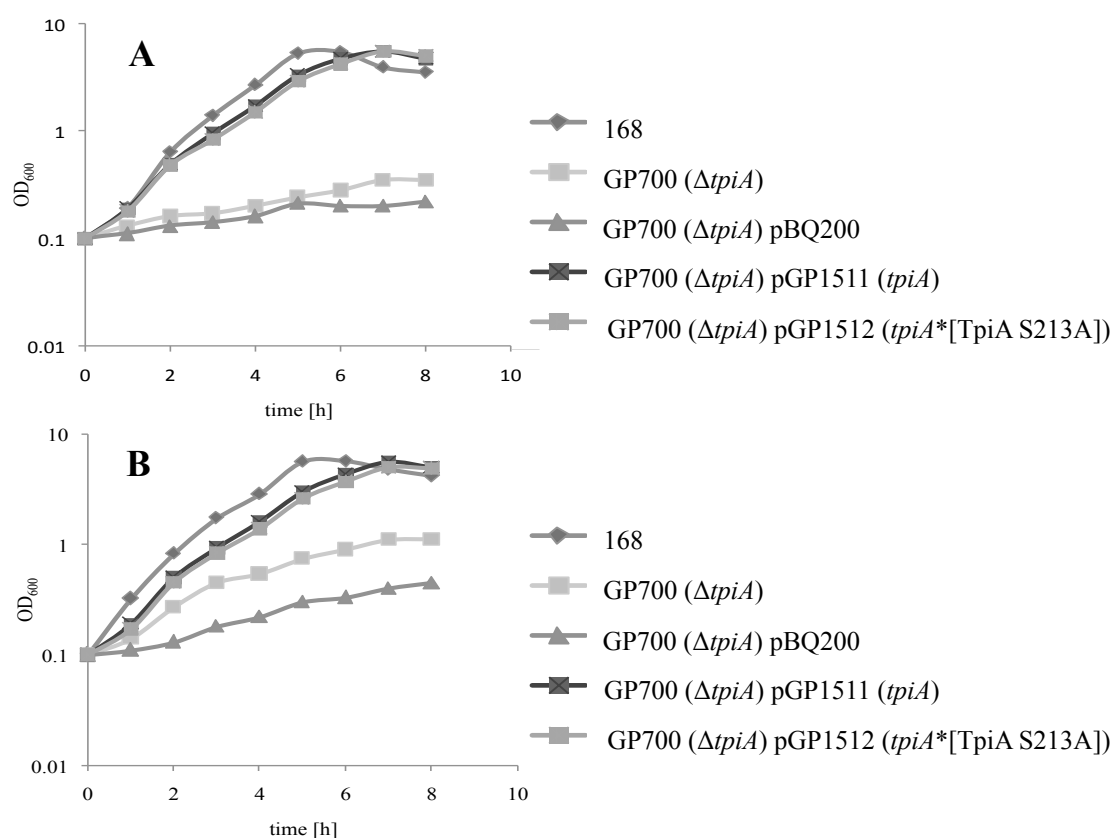 10
A
1
OD600
0.1
0.01
0 2 4 6 8 10
time [h]
168
GP700 (ΔtpiA)
GP700 (ΔtpiA) pBQ200
GP700 (ΔtpiA) pGP1511 (tpiA)
GP700 (ΔtpiA) pGP1512 (tpiA*[TpiA S213A])
10
B
1
OD600
0.1
0.01
0 2 4 6 8 10
time [h]
168
GP700 (ΔtpiA)
GP700 (ΔtpiA) pBQ200
GP700 (ΔtpiA) pGP1511 (tpiA)
GP700 (ΔtpiA) pGP1512 (tpiA*[TpiA S213A])